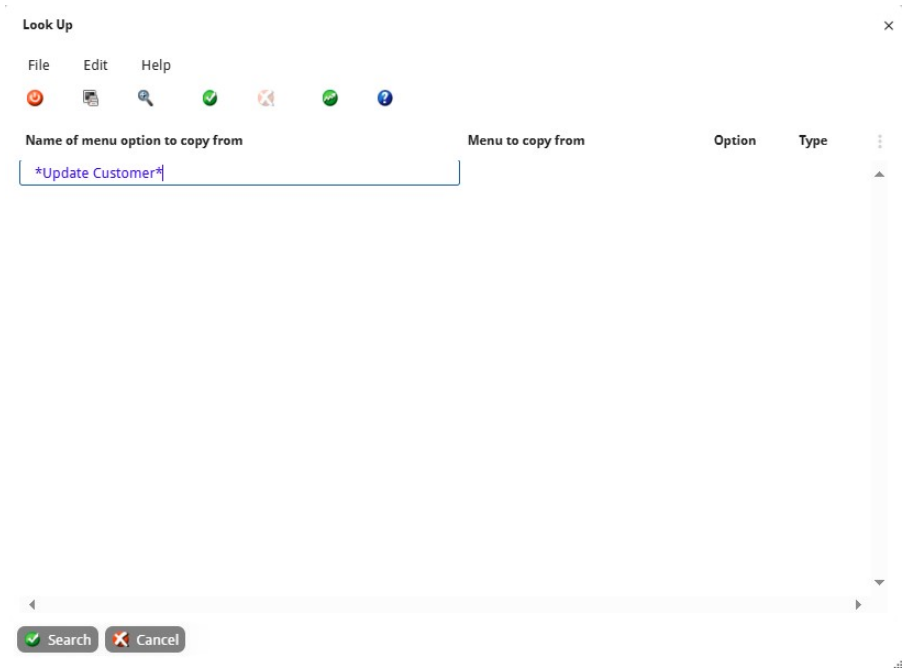 Look Up
File Edit Help
Name of menu option to copy from Menu to copy from Option Type
*Update Customer*
Search Cancel